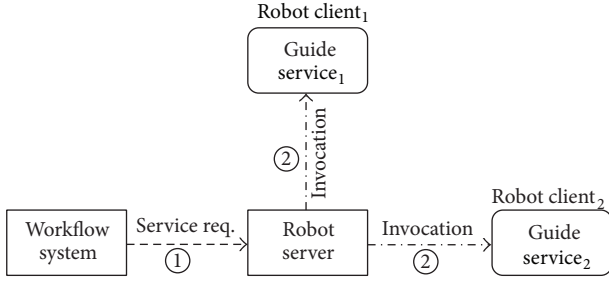 Robot client₁
Guide
service₁
② Invocation
Robot client₂
Workflow
system
Service req.
①
Robot
server
Invocation
②
Guide
service₂